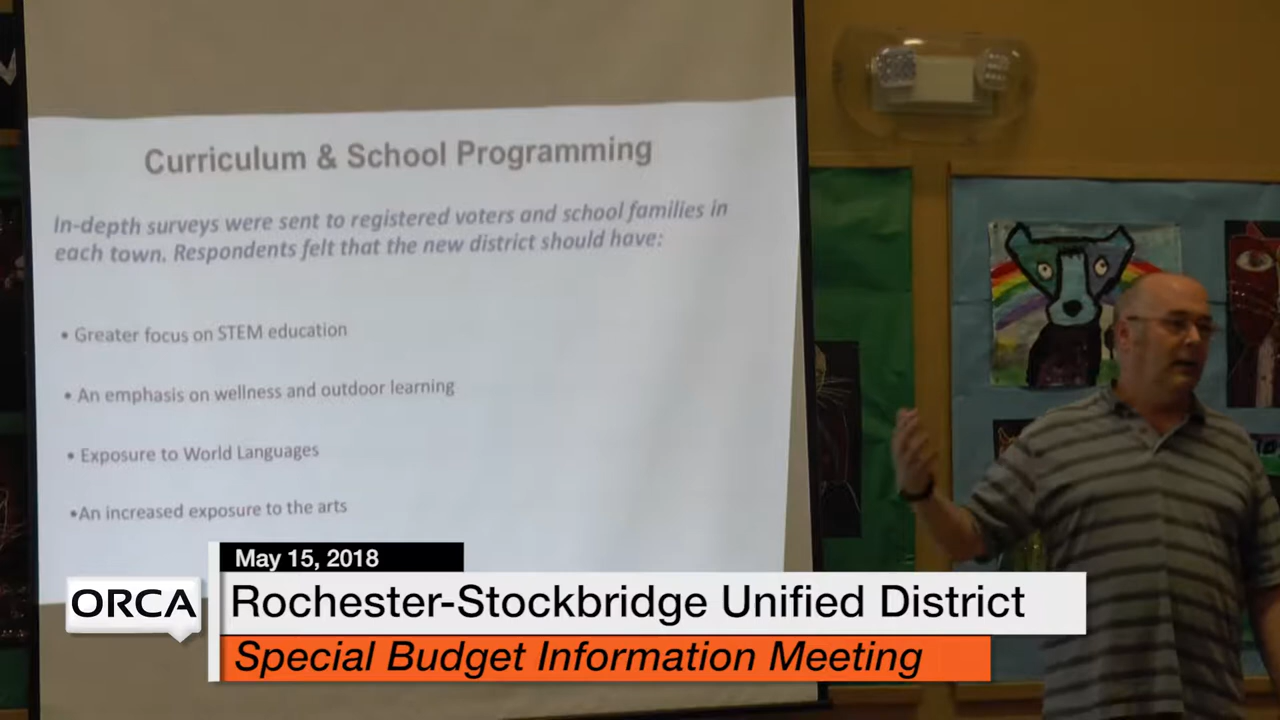 Curriculum & School Programming
In-depth surveys were sent to registered voters and school families in
each town. Respondents felt that the new district should have:
• Greater focus on STEM education
• An emphasis on wellness and outdoor learning
• Exposure to World Languages
•An increased exposure to the arts
May 15, 2018
ORCA
Rochester-Stockbridge Unified District
Special Budget Information Meeting